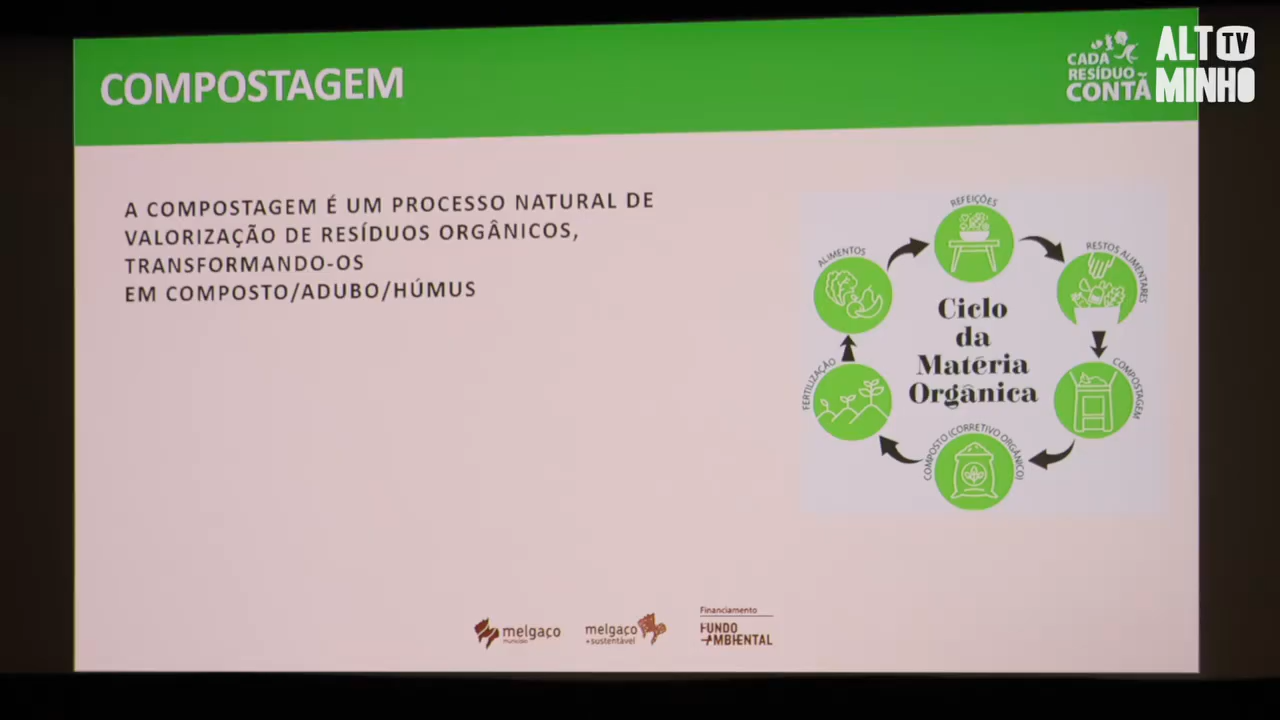 COMPOSTAGEM
CADA
RESÍDUO
CONTA
ALTO TV
MINHO
A COMPOSTAGEM É UM PROCESSO NATURAL DE
VALORIZAÇÃO DE RESÍDUOS ORGÂNICOS,
TRANSFORMANDO-OS
EM COMPOSTO/ADUBO/HÚMUS
REFEIÇÕES
ALIMENTOS
RESTOS ALIMENTARES
Ciclo
da
Matéria
Orgânica
FERTILIZAÇÃO
COMPOSTAGEM
COMPOSTO (CORRETIVO ORGÂNICO)
melgaço
município
melgaço
+ sustentável
Financiamento
FUNDO
AMBIENTAL